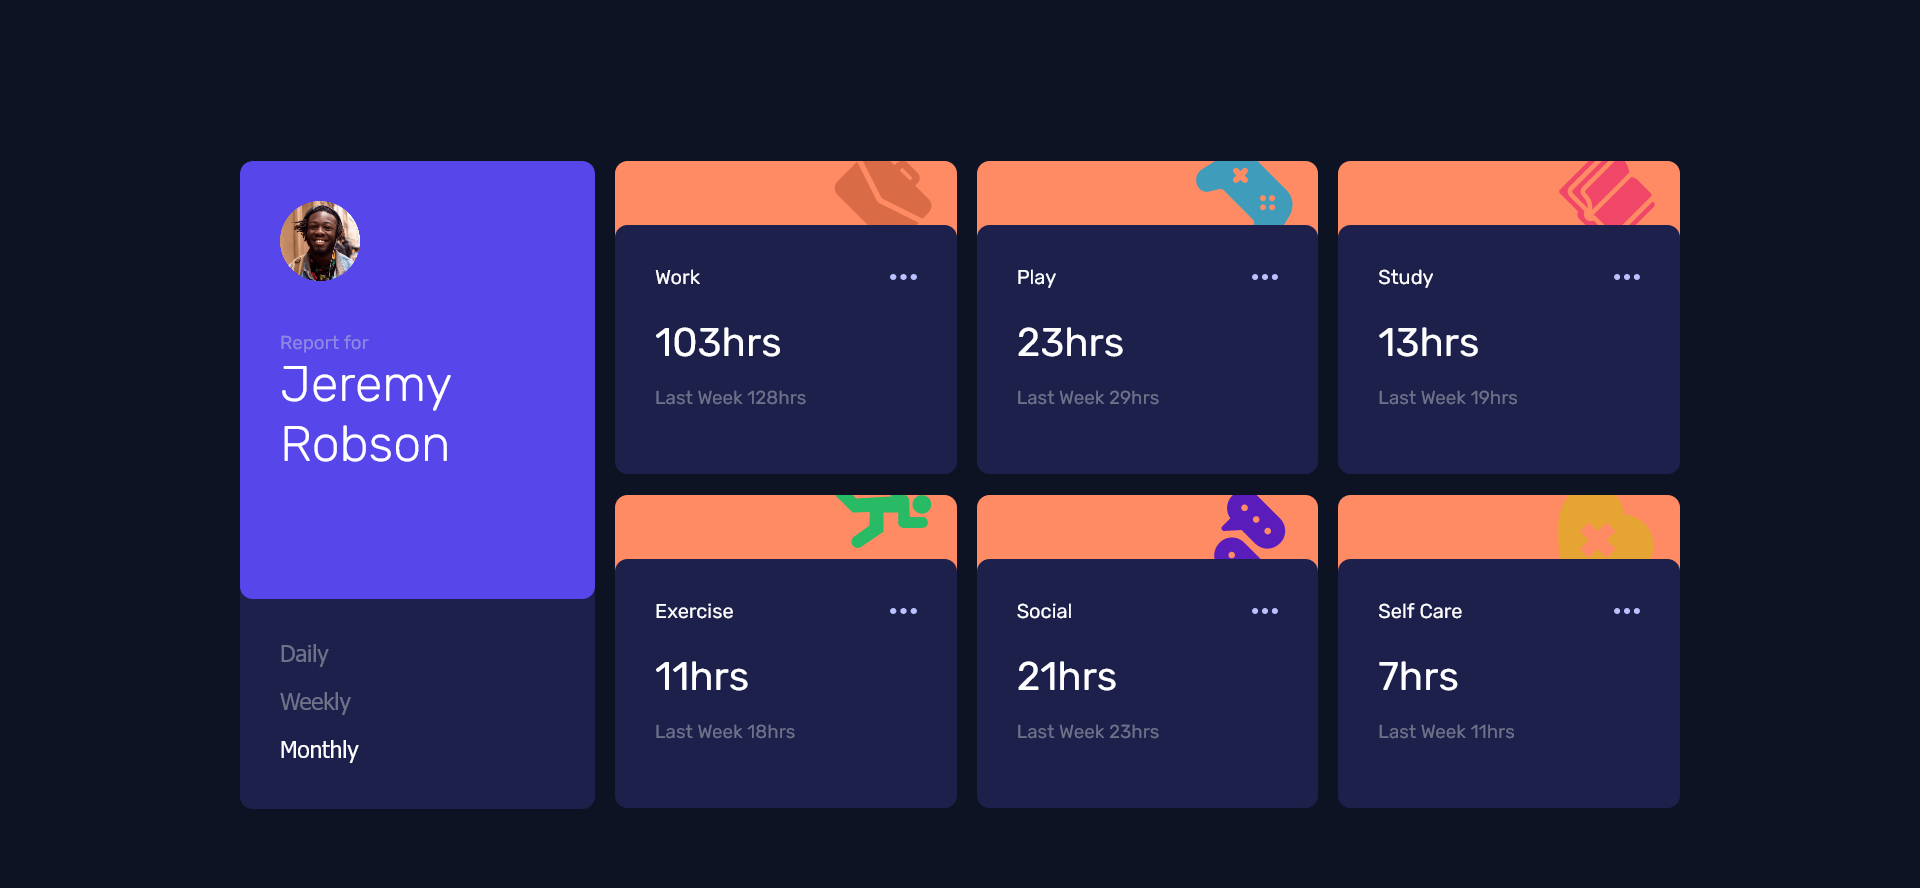 Report for
Jeremy
Robson
Daily
Weekly
Monthly
Work
103hrs
Last Week 128hrs
Play
23hrs
Last Week 29hrs
Study
13hrs
Last Week 19hrs
Exercise
11hrs
Last Week 18hrs
Social
21hrs
Last Week 23hrs
Self Care
7hrs
Last Week 11hrs